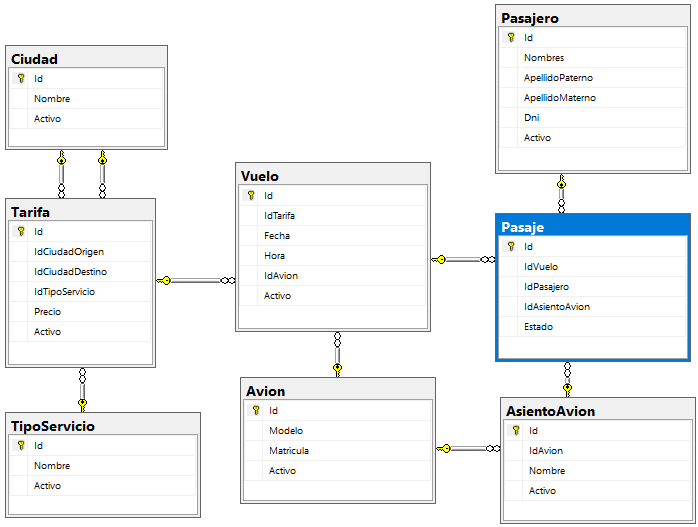 Ciudad
Id
Nombre
Activo
Tarifa
Id
IdCiudadOrigen
IdCiudadDestino
IdTipoServicio
Precio
Activo
TipoServicio
Id
Nombre
Activo
Vuelo
Id
IdTarifa
Fecha
Hora
IdAvion
Activo
Avion
Id
Modelo
Matricula
Activo
Pasajero
Id
Nombres
ApellidoPaterno
ApellidoMaterno
Dni
Activo
Pasaje
Id
IdVuelo
IdPasajero
IdAsientoAvion
Estado
AsientoAvion
Id
IdAvion
Nombre
Activo